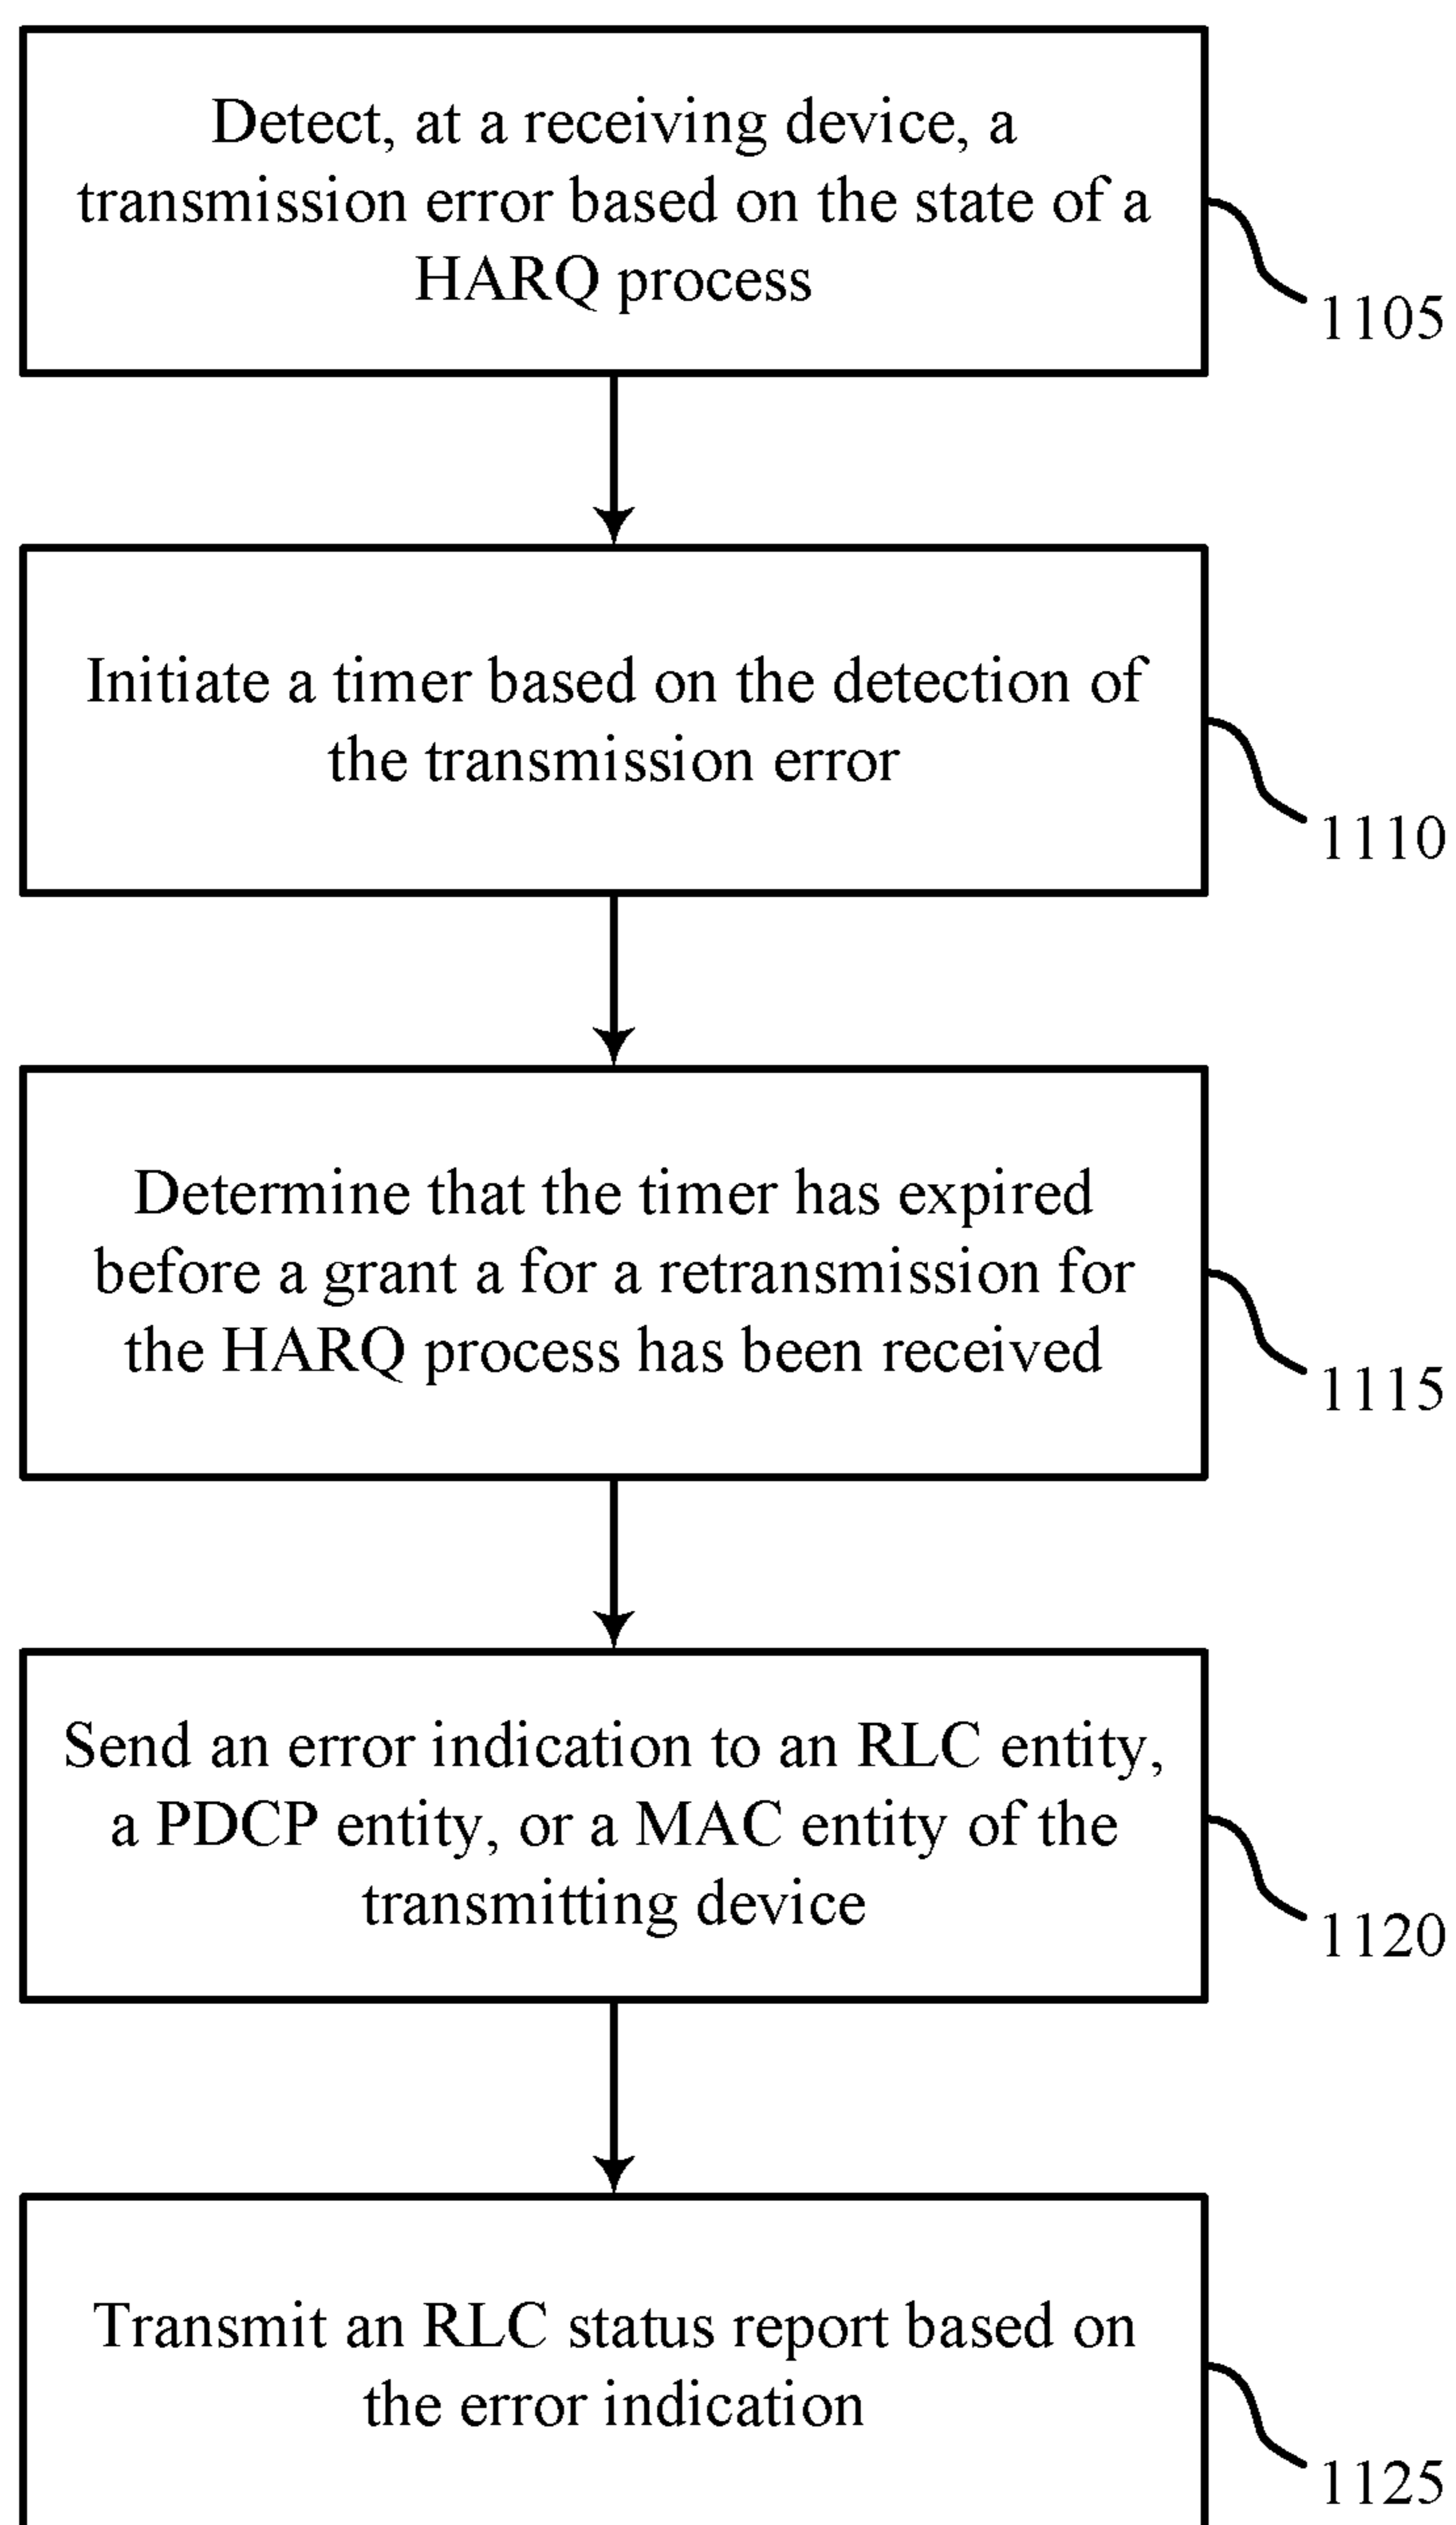 Detect, at a receiving device, a
transmission error based on the state of a
HARQ process
1105
Initiate a timer based on the detection of
the transmission error
1110
Determine that the timer has expired
before a grant a for a retransmission for
the HARQ process has been received
1115
Send an error indication to an RLC entity,
a PDCP entity, or a MAC entity of the
transmitting device
1120
Transmit an RLC status report based on
the error indication
1125